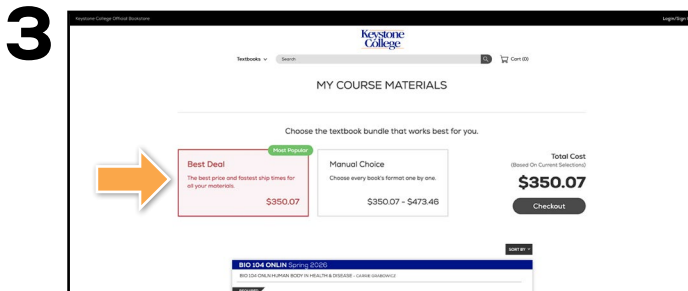 3
Keystone College Official Bookstore
Login/Sign
Keystone
College
Textbooks
Search
Cart (0)
MY COURSE MATERIALS
Choose the textbook bundle that works best for you.
Most Popular
Best Deal
The best price and fastest ship times for
all your materials.
$350.07
Manual Choice
Choose every book's format one by one.
$350.07 - $473.46
Total Cost
(Based On Current Selections)
$350.07
Checkout
SORT BY
BIO 104 ONLIN Spring 2026
BIO 104 ONLN HUMAN BODY IN HEALTH & DISEASE - CARRIE GRABOWICZ